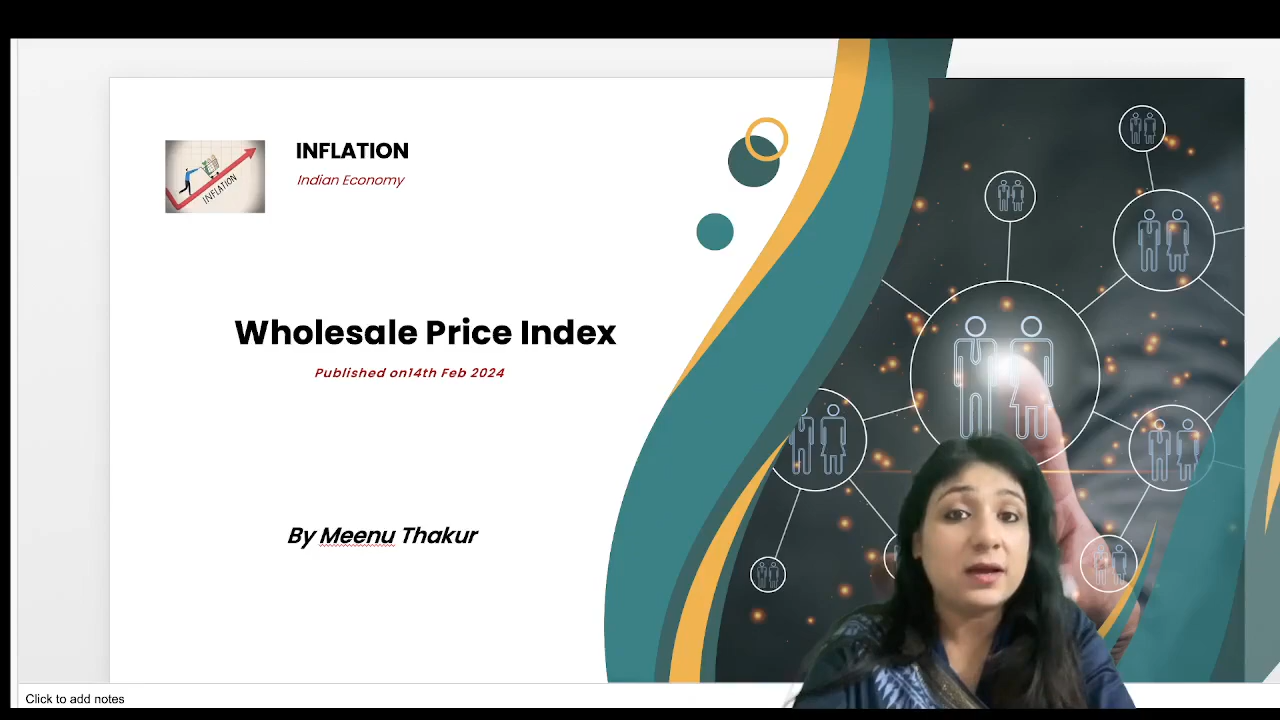 INFLATION
Indian Economy
INFLATION
Wholesale Price Index
Published on14th Feb 2024
By Meenu Thakur
Click to add notes